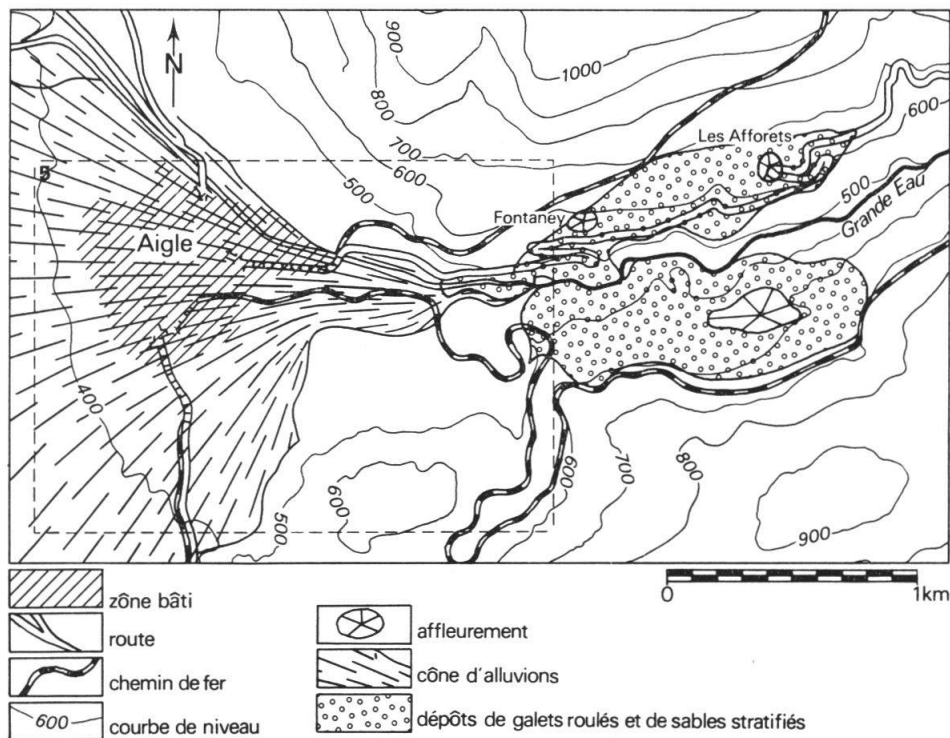 N
900
1000
800
700
600
500
Les Afforets
600
500
Grande Eau
Fontaney
5
Aigle
400
500
600
600
700
800
900
0
1km
zône bâti
route
chemin de fer
600
courbe de niveau
affleurement
cône d'alluvions
dépôts de galets roulés et de sables stratifiés